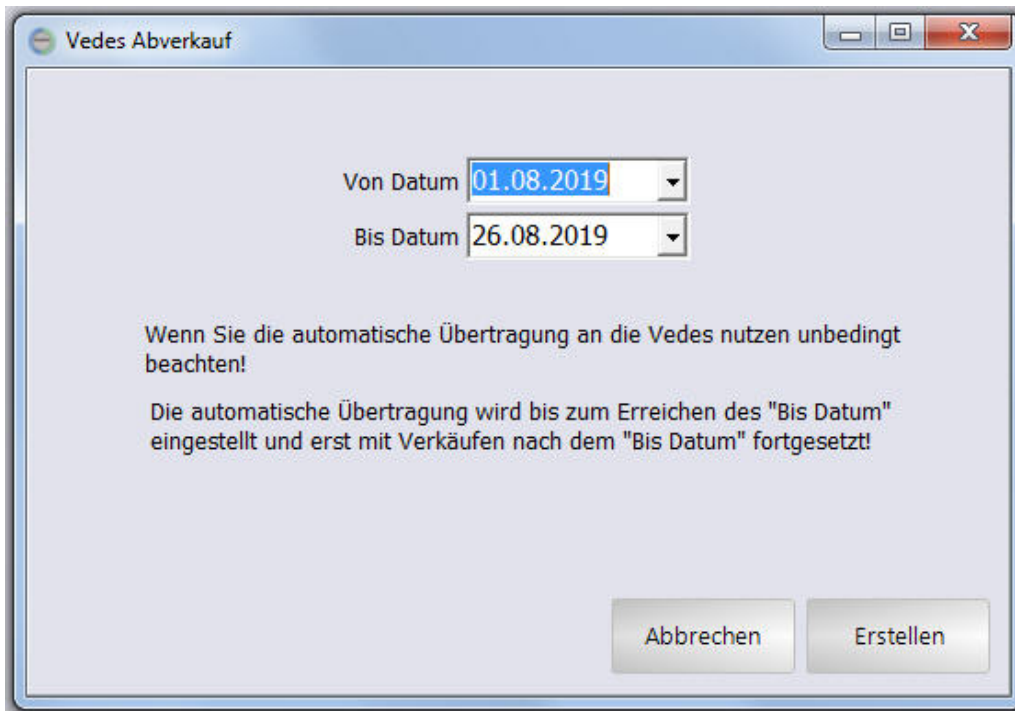 Vedes Abverkauf
Von Datum 01.08.2019
Bis Datum 26.08.2019
Wenn Sie die automatische Übertragung an die Vedes nutzen unbedingt
beachten!
Die automatische Übertragung wird bis zum Erreichen des "Bis Datum"
eingestellt und erst mit Verkäufen nach dem "Bis Datum" fortgesetzt!
Abbrechen Erstellen